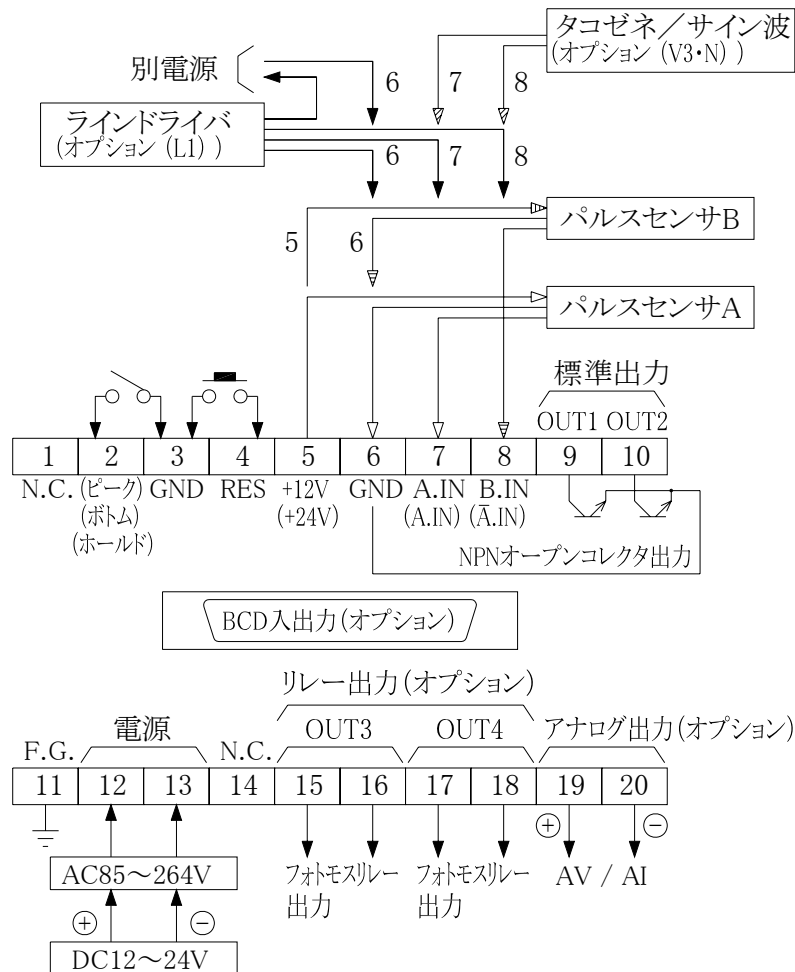 タコゼネ／サイン波
(オプション (V3・N) )
別電源
6 7 8
ラインドライバ
(オプション (L1) )
6 7 8
パルスセンサB
5 6
パルスセンサA
標準出力
OUT1 OUT2
1 2 3 4 5 6 7 8 9 10
N.C. (ピーク) GND RES +12V GND A.IN B.IN
(ボトム) (+24V) (A.IN) (A̅.IN)
(ホールド)
NPNオープンコレクタ出力
BCD入出力(オプション)
リレー出力(オプション)
F.G. 電源 N.C. OUT3 OUT4 アナログ出力(オプション)
11 12 13 14 15 16 17 18 19 20
⊕ ⊖
AC85～264V
フォトモスリレー フォトモスリレー AV / AI
出力 出力
⊕ ⊖
DC12～24V